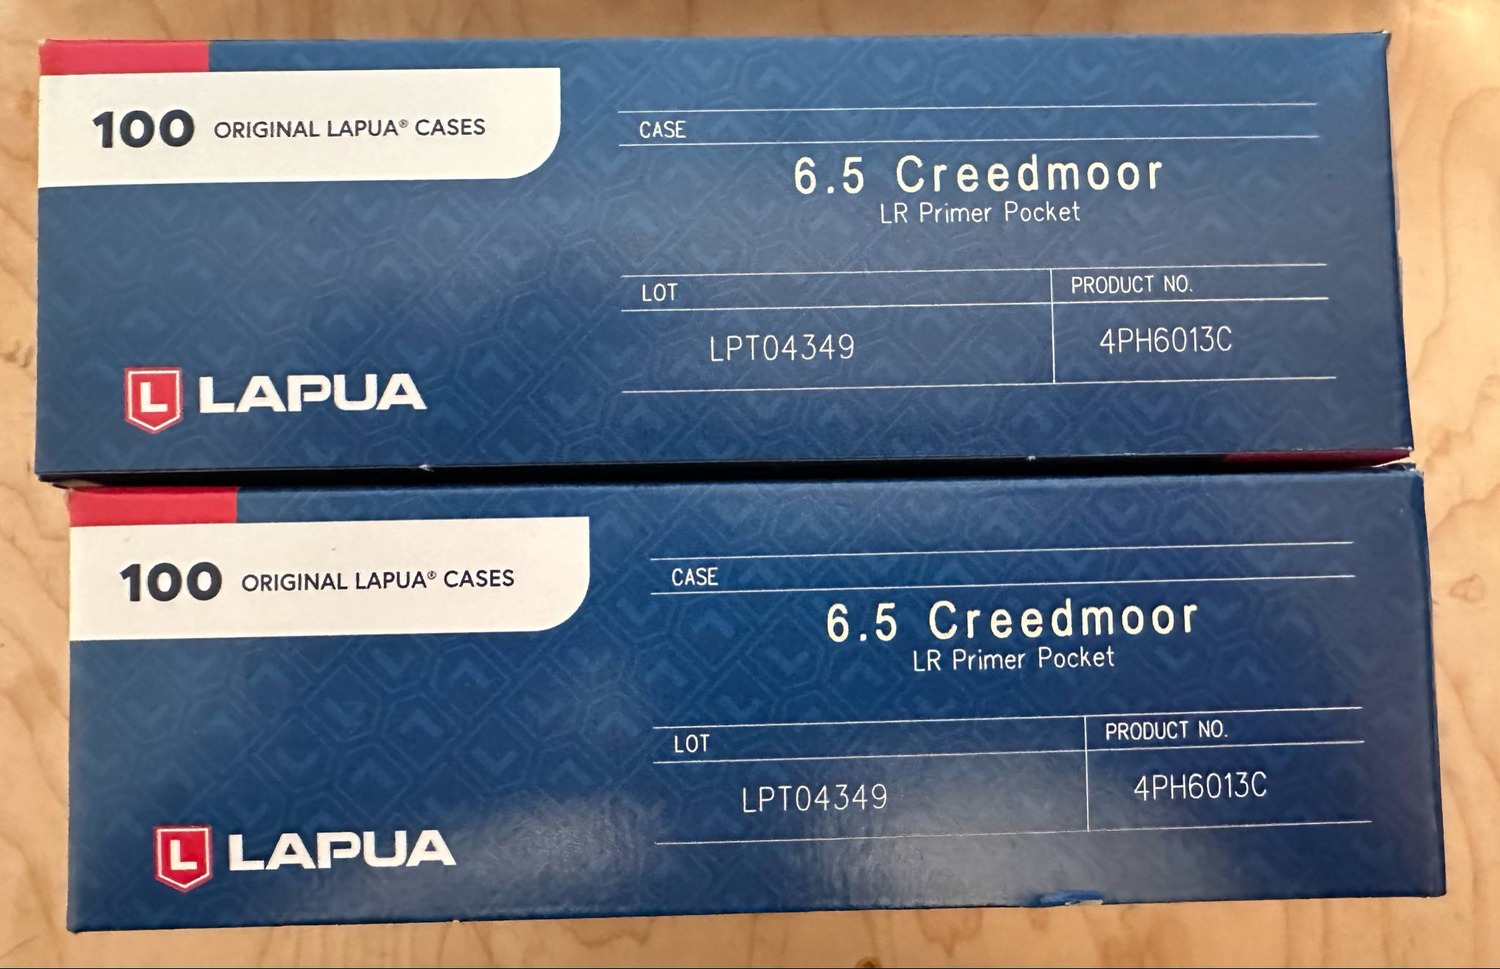 100 ORIGINAL LAPUA® CASES
CASE
6.5 Creedmoor
LR Primer Pocket
LOT
PRODUCT NO.
LPT04349
4PH6013C
L LAPUA
100 ORIGINAL LAPUA® CASES
CASE
6.5 Creedmoor
LR Primer Pocket
LOT
PRODUCT NO.
LPT04349
4PH6013C
L LAPUA